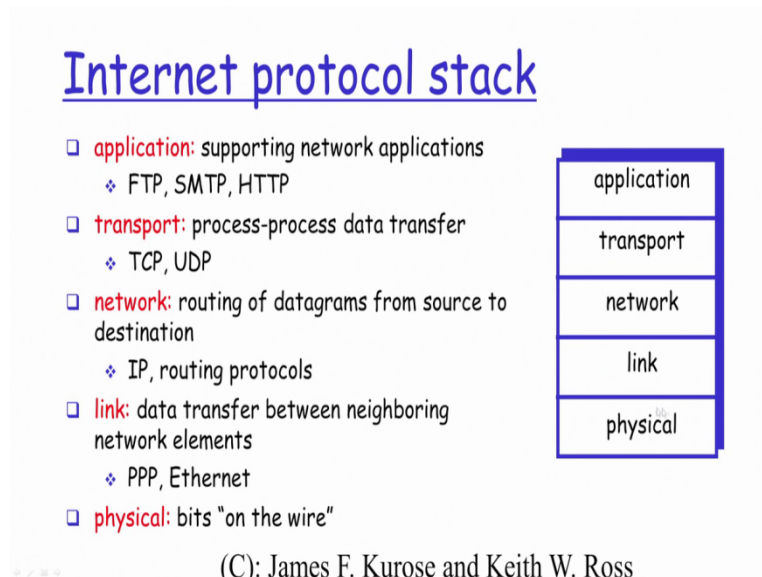 Internet protocol stack
application: supporting network applications
FTP, SMTP, HTTP
transport: process-process data transfer
TCP, UDP
network: routing of datagrams from source to
destination
IP, routing protocols
link: data transfer between neighboring
network elements
PPP, Ethernet
physical: bits “on the wire”
application
transport
network
link
physical
(C): James F. Kurose and Keith W. Ross